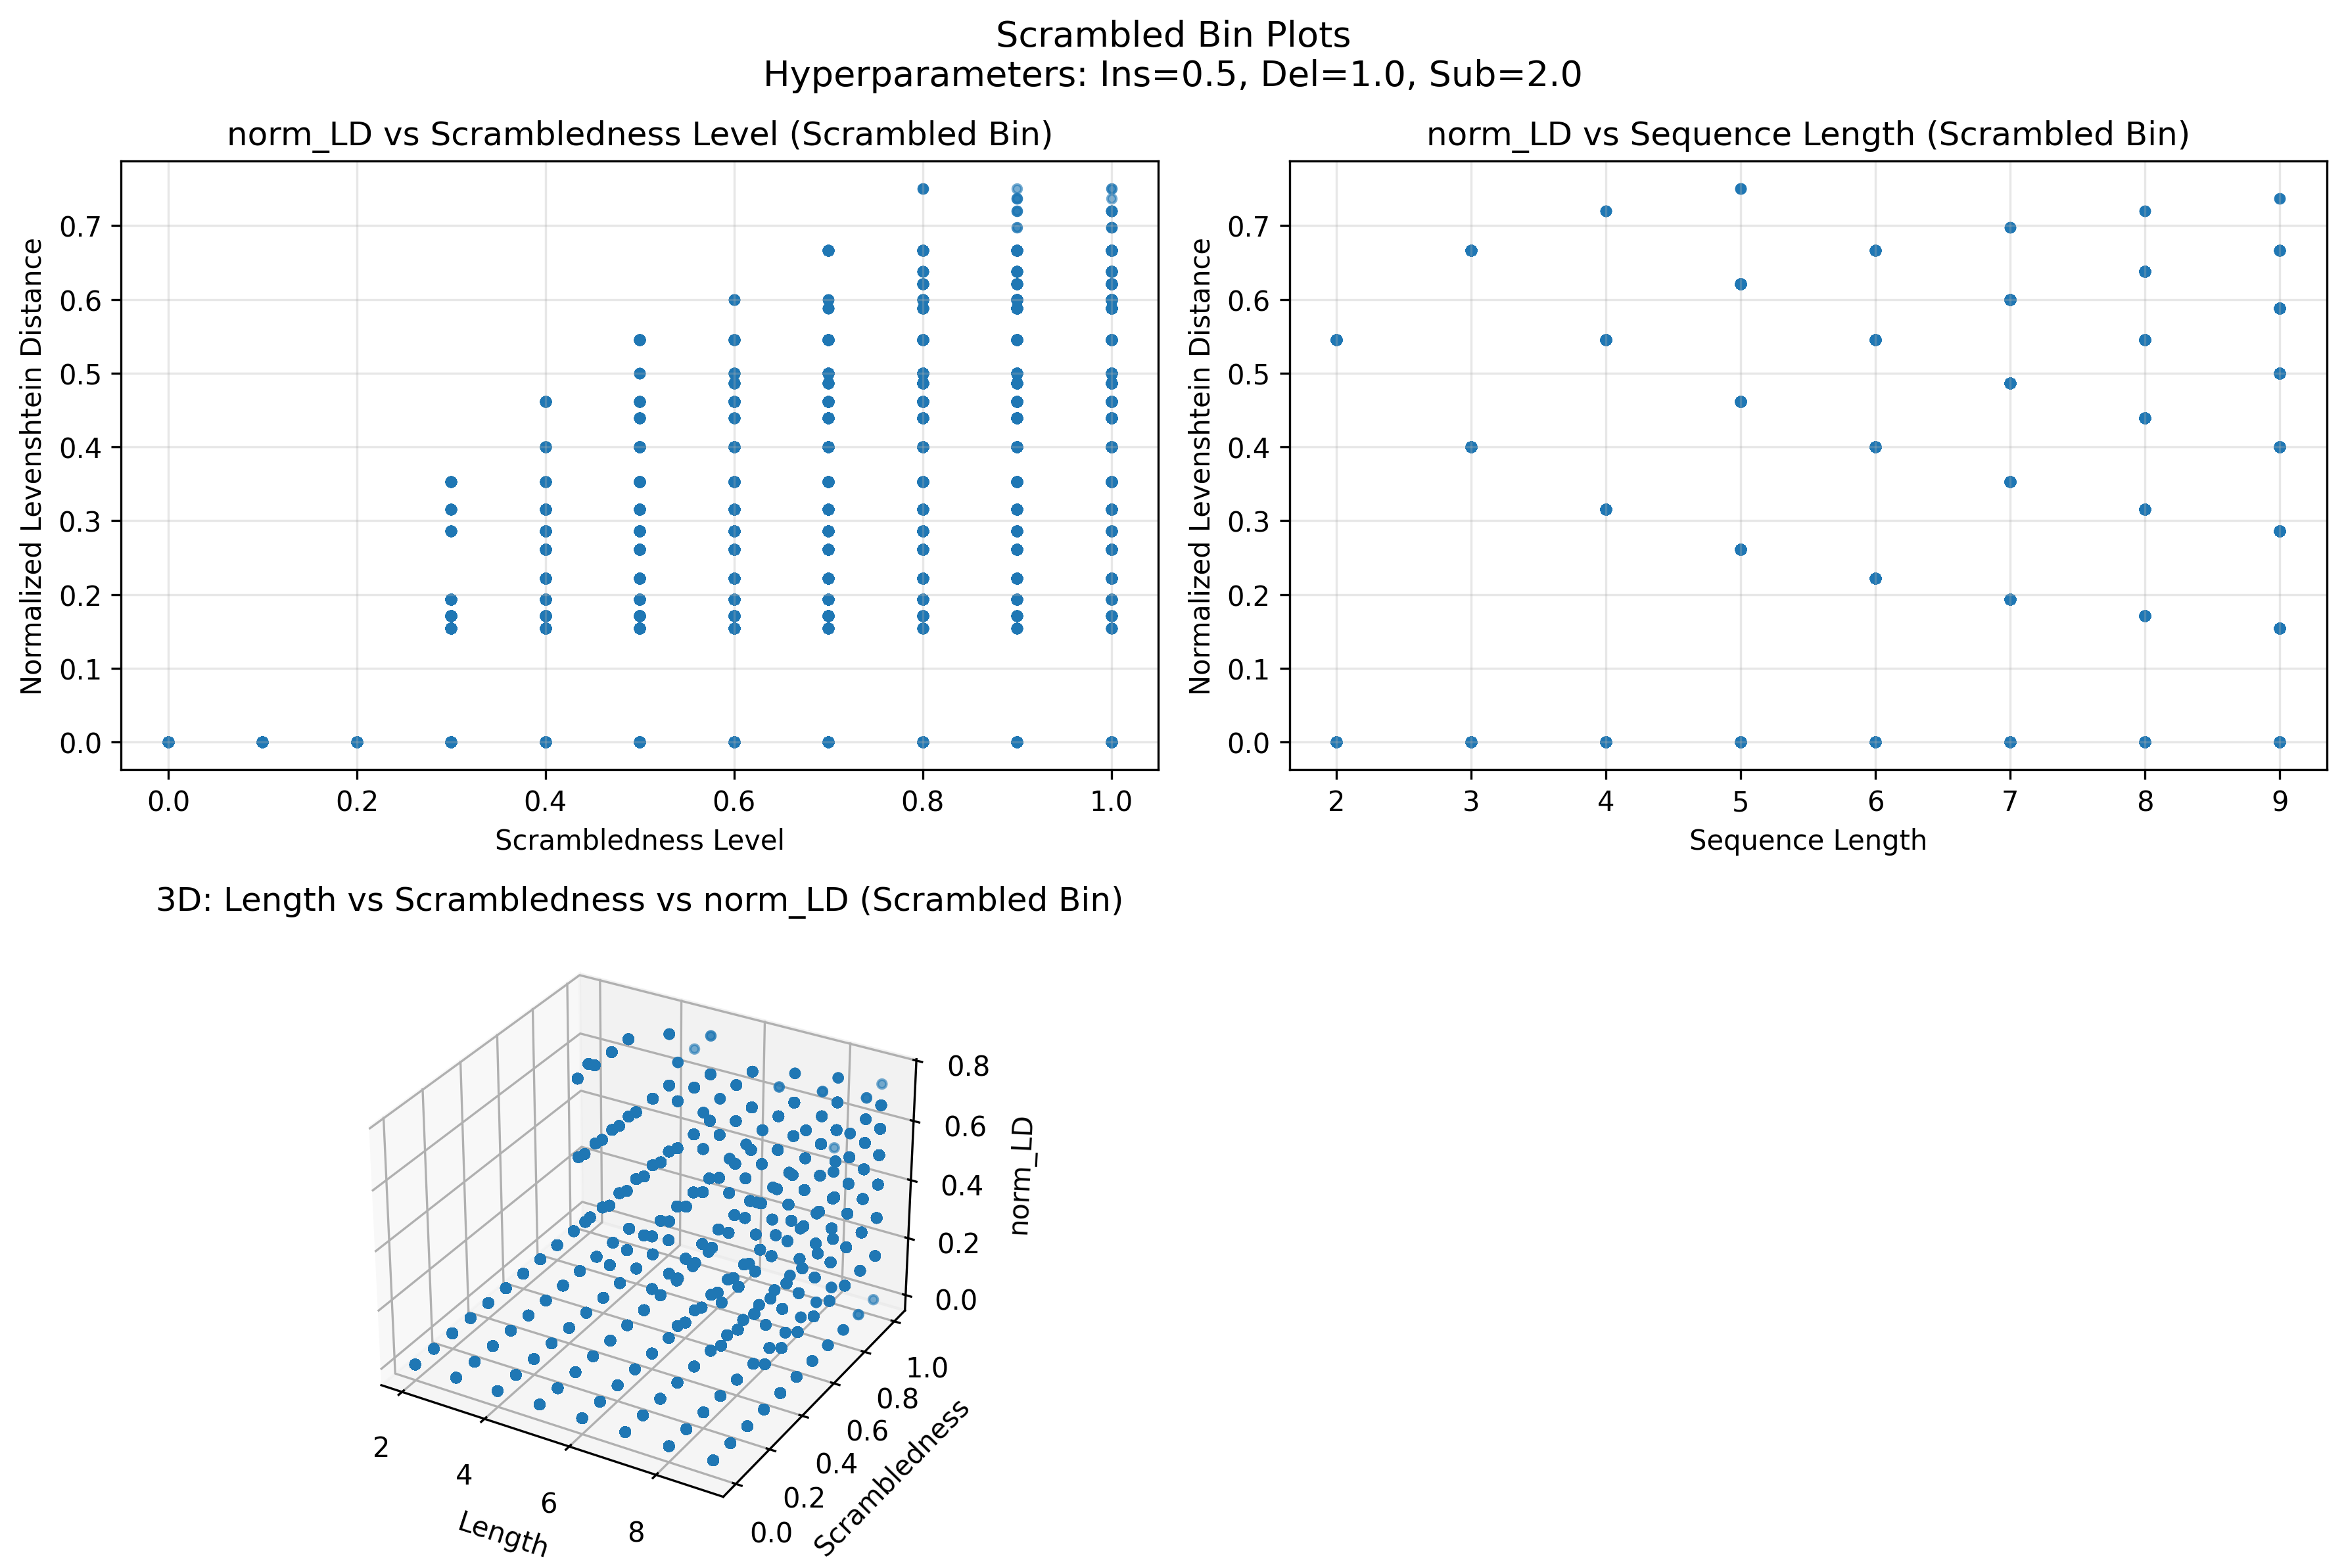 Scrambled Bin Plots
Hyperparameters: Ins=0.5, Del=1.0, Sub=2.0
norm_LD vs Scrambledness Level (Scrambled Bin)
Normalized Levenshtein Distance
0.7
0.6
0.5
0.4
0.3
0.2
0.1
0.0
0.0 0.2 0.4 0.6 0.8 1.0
Scrambledness Level
norm_LD vs Sequence Length (Scrambled Bin)
Normalized Levenshtein Distance
0.7
0.6
0.5
0.4
0.3
0.2
0.1
0.0
2 3 4 5 6 7 8 9
Sequence Length
3D: Length vs Scrambledness vs norm_LD (Scrambled Bin)
0.8
0.6
0.4
0.2
0.0
norm_LD
2 4 6 8
Length
0.0 0.2 0.4 0.6 0.8 1.0
Scrambledness